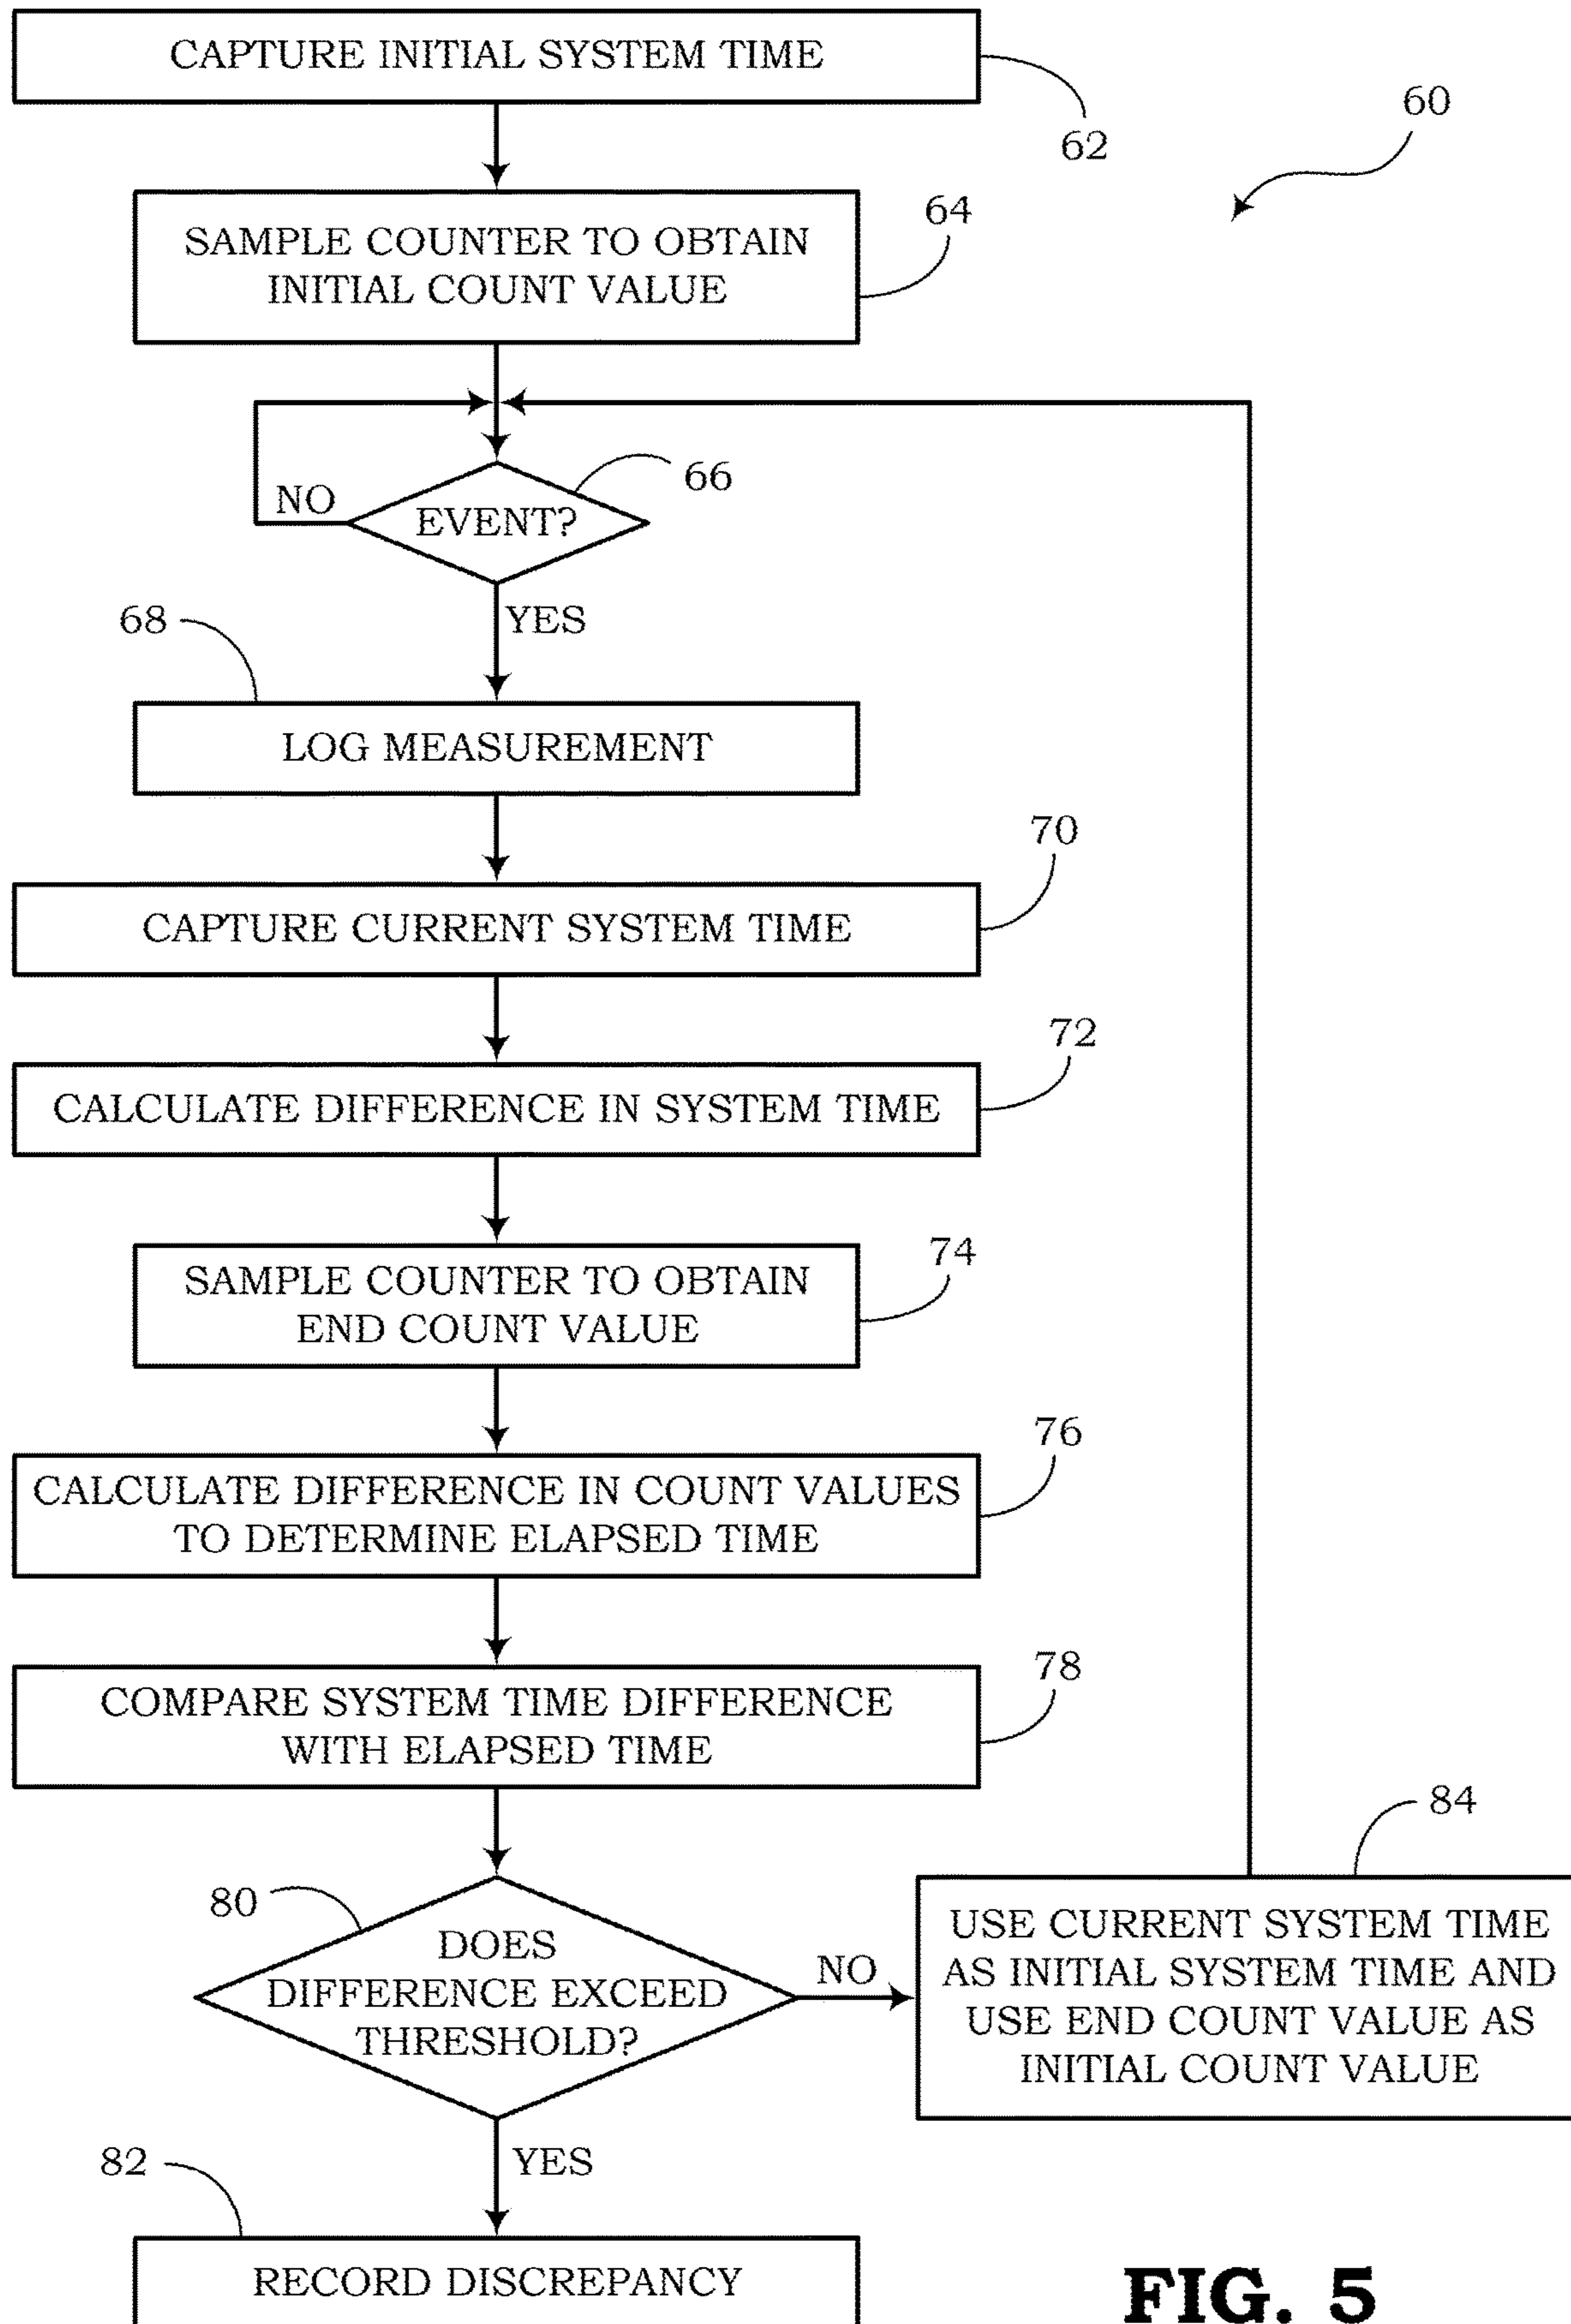 CAPTURE INITIAL SYSTEM TIME
62
60
SAMPLE COUNTER TO OBTAIN
INITIAL COUNT VALUE
64
EVENT?
66
NO
YES
68
LOG MEASUREMENT
70
CAPTURE CURRENT SYSTEM TIME
72
CALCULATE DIFFERENCE IN SYSTEM TIME
74
SAMPLE COUNTER TO OBTAIN
END COUNT VALUE
76
CALCULATE DIFFERENCE IN COUNT VALUES
TO DETERMINE ELAPSED TIME
78
COMPARE SYSTEM TIME DIFFERENCE
WITH ELAPSED TIME
80
DOES
DIFFERENCE EXCEED
THRESHOLD?
NO
84
USE CURRENT SYSTEM TIME
AS INITIAL SYSTEM TIME AND
USE END COUNT VALUE AS
INITIAL COUNT VALUE
YES
82
RECORD DISCREPANCY
FIG. 5